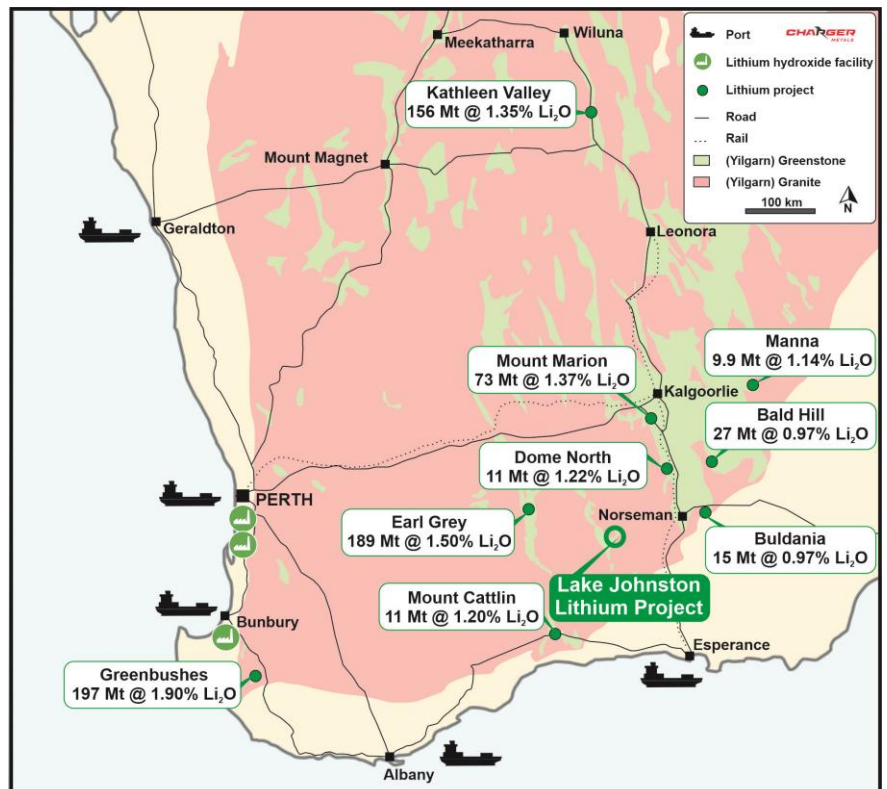 Port
CHARGER
METALS
Lithium hydroxide facility
Lithium project
Road
Rail
(Yilgarn) Greenstone
(Yilgarn) Granite
100 km
N
Meekatharra
Wiluna
Kathleen Valley
156 Mt @ 1.35% Li₂O
Mount Magnet
Geraldton
Leonora
Manna
9.9 Mt @ 1.14% Li₂O
Mount Marion
73 Mt @ 1.37% Li₂O
Kalgoorlie
Bald Hill
27 Mt @ 0.97% Li₂O
Dome North
11 Mt @ 1.22% Li₂O
PERTH
Earl Grey
189 Mt @ 1.50% Li₂O
Norseman
Buldania
15 Mt @ 0.97% Li₂O
Lake Johnston
Lithium Project
Mount Cattlin
11 Mt @ 1.20% Li₂O
Bunbury
Esperance
Greenbushes
197 Mt @ 1.90% Li₂O
Albany